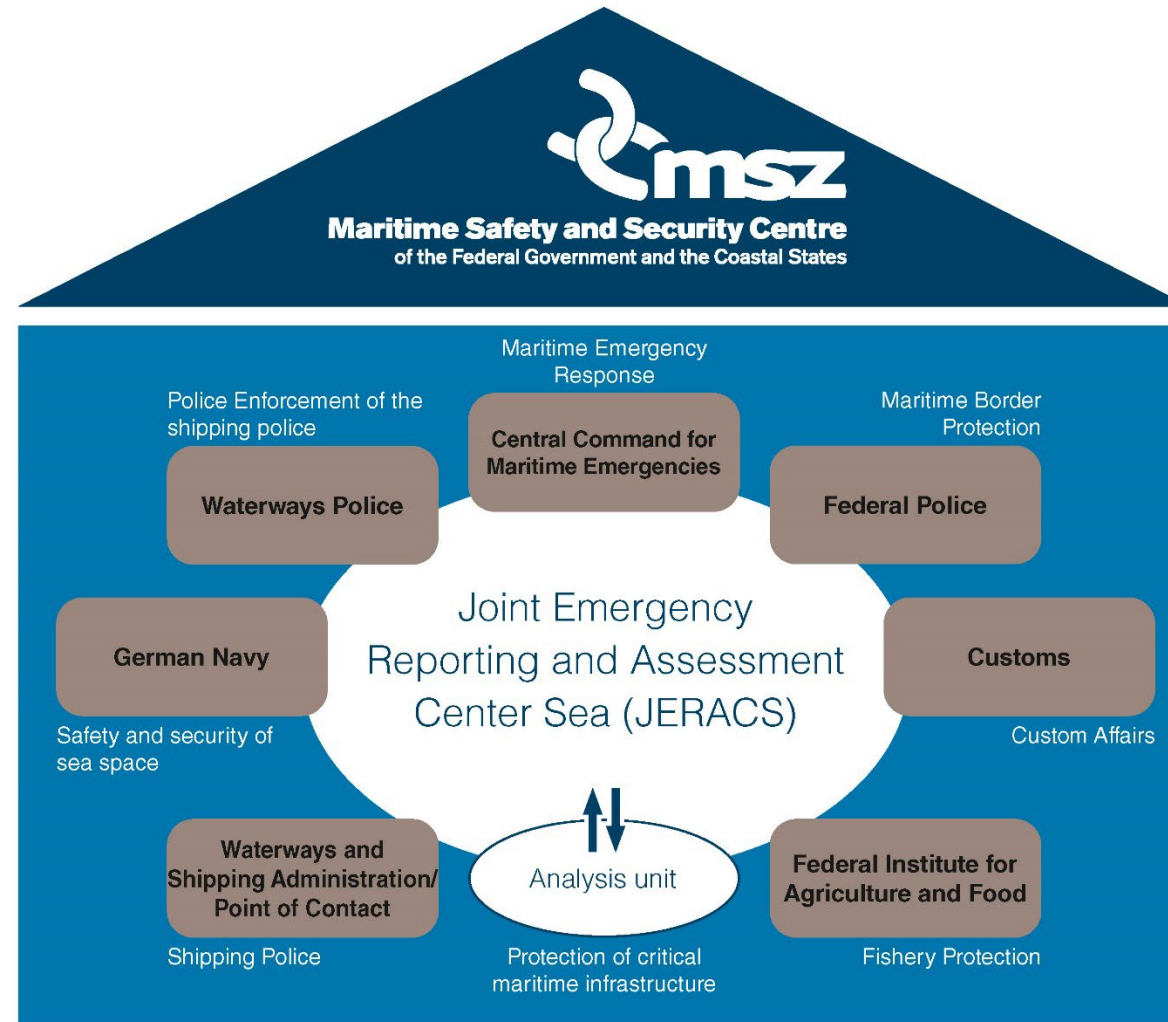 msz
Maritime Safety and Security Centre
of the Federal Government and the Coastal States
Maritime Emergency
Response
Police Enforcement of the
shipping police
Maritime Border
Protection
Central Command for
Maritime Emergencies
Waterways Police
Federal Police
Joint Emergency
Reporting and Assessment
Center Sea (JERACS)
German Navy
Customs
Safety and security of
sea space
Custom Affairs
Waterways and
Shipping Administration/
Point of Contact
Analysis unit
Federal Institute for
Agriculture and Food
Shipping Police
Protection of critical
maritime infrastructure
Fishery Protection